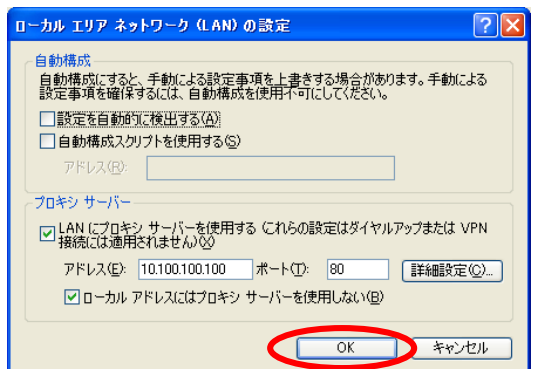 ローカル エリア ネットワーク (LAN) の設定
自動構成
自動構成にすると、手動による設定事項を上書きする場合があります。手動による
設定事項を確保するには、自動構成を使用不可にしてください。
設定を自動的に検出する(A)
自動構成スクリプトを使用する(S)
アドレス(R):
プロキシ サーバー
LAN にプロキシ サーバーを使用する (これらの設定はダイヤルアップまたは VPN
接続には適用されません)(X)
アドレス(E): 10.100.100.100 ポート(T): 80 詳細設定(C)...
ローカル アドレスにはプロキシ サーバーを使用しない(B)
OK キャンセル